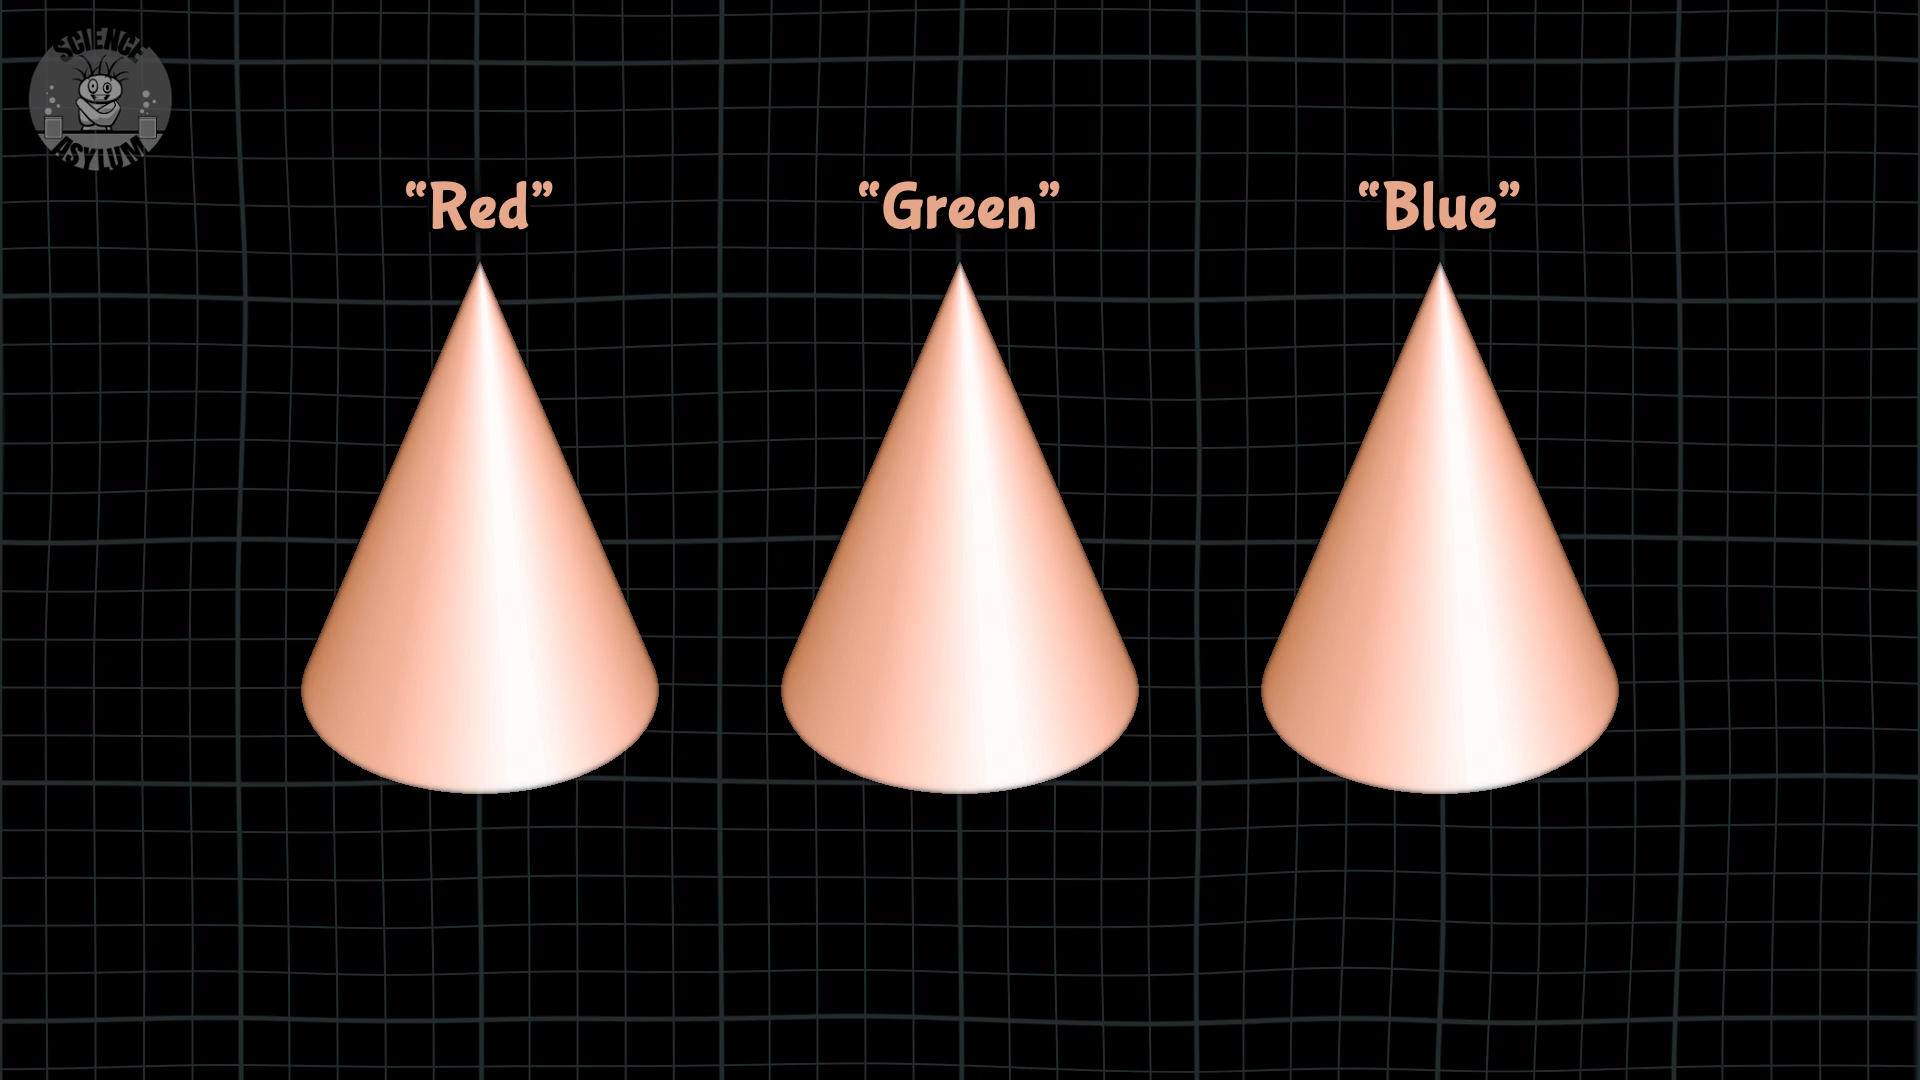 SCIENCE
ASYLUM
“Red” “Green” “Blue”